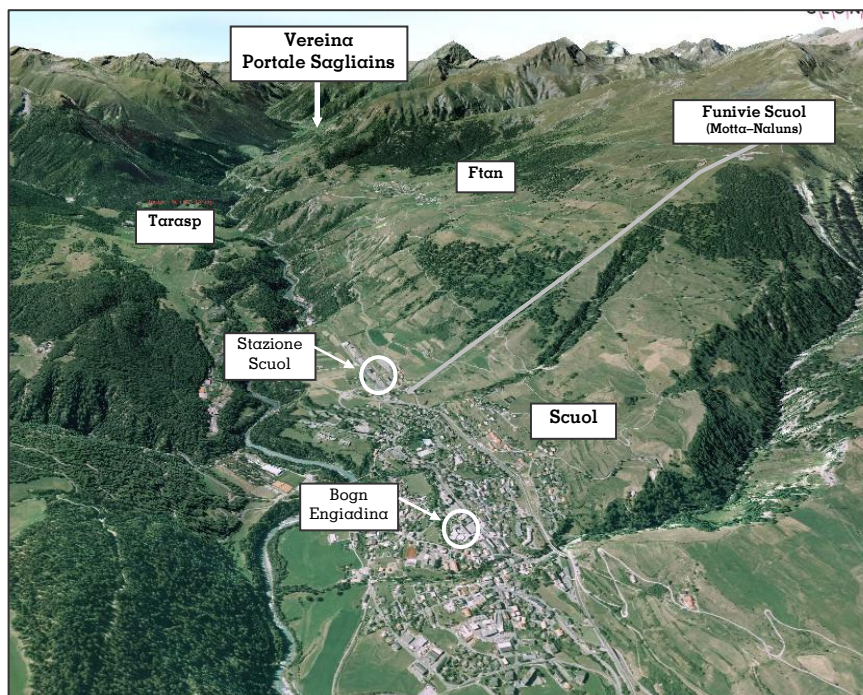 Vereina
Portale Sagliains
Funivie Scuol
(Motta–Naluns)
Ftan
Tarasp
Stazione
Scuol
Scuol
Bogn
Engiadina